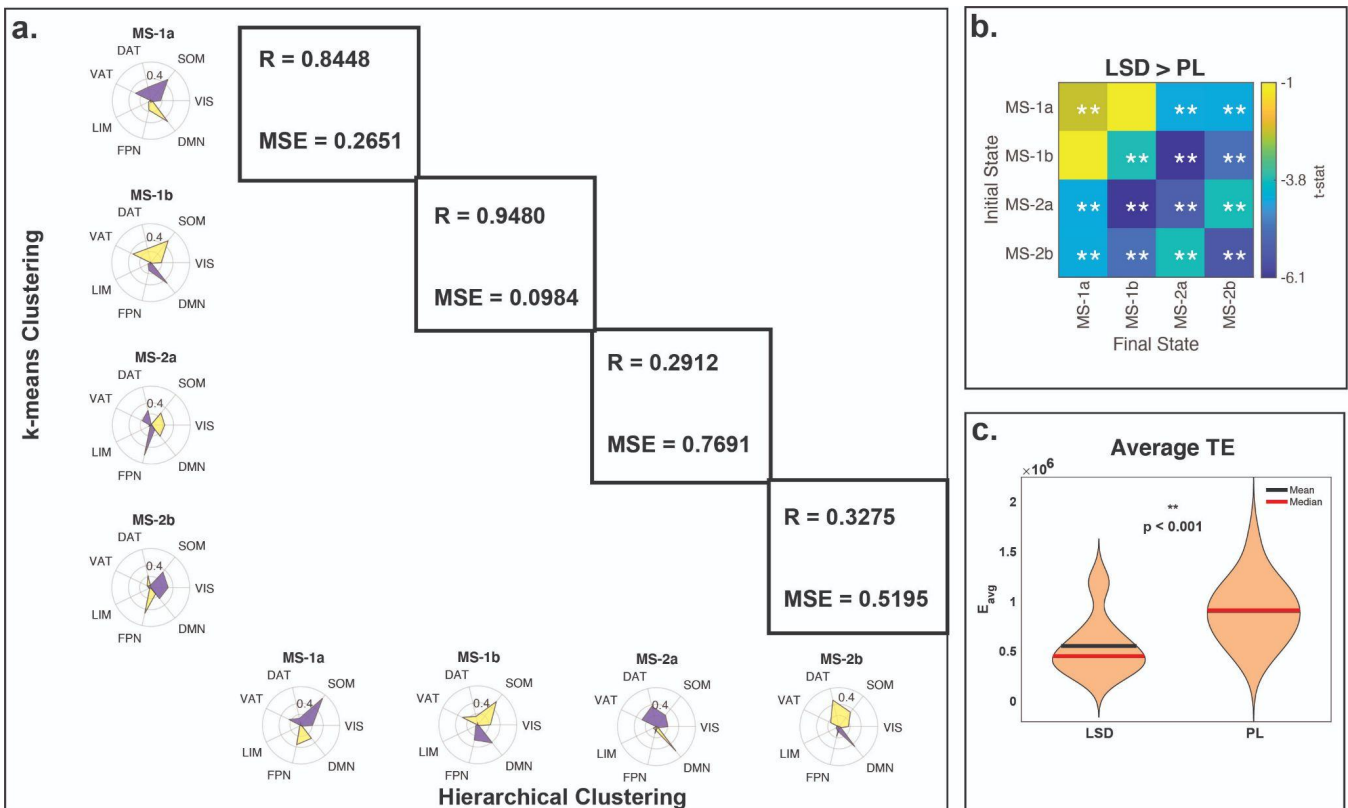 a.
k-means Clustering
MS-1a
DAT
SOM
VAT
0.4
VIS
LIM
DMN
FPN
R = 0.8448
MSE = 0.2651
MS-1b
DAT
SOM
VAT
0.4
VIS
LIM
DMN
FPN
R = 0.9480
MSE = 0.0984
MS-2a
DAT
SOM
VAT
0.4
VIS
LIM
DMN
FPN
R = 0.2912
MSE = 0.7691
MS-2b
DAT
SOM
VAT
0.4
VIS
LIM
DMN
FPN
R = 0.3275
MSE = 0.5195
MS-1a
DAT
SOM
VAT
0.4
VIS
LIM
DMN
FPN
MS-1b
DAT
SOM
VAT
0.4
VIS
LIM
DMN
FPN
MS-2a
DAT
SOM
VAT
0.4
VIS
LIM
DMN
FPN
MS-2b
DAT
SOM
VAT
0.4
VIS
LIM
DMN
FPN
Hierarchical Clustering
b.
LSD > PL
Initial State
MS-1a ** ** **
MS-1b ** ** **
MS-2a ** ** ** **
MS-2b ** ** ** **
MS-1a MS-1b MS-2a MS-2b
Final State
-1
-3.8
-6.1
t-stat
c.
Average TE
×10⁶
Mean
Median
**
p < 0.001
2
1.5
1
0.5
0
E_avg
LSD PL